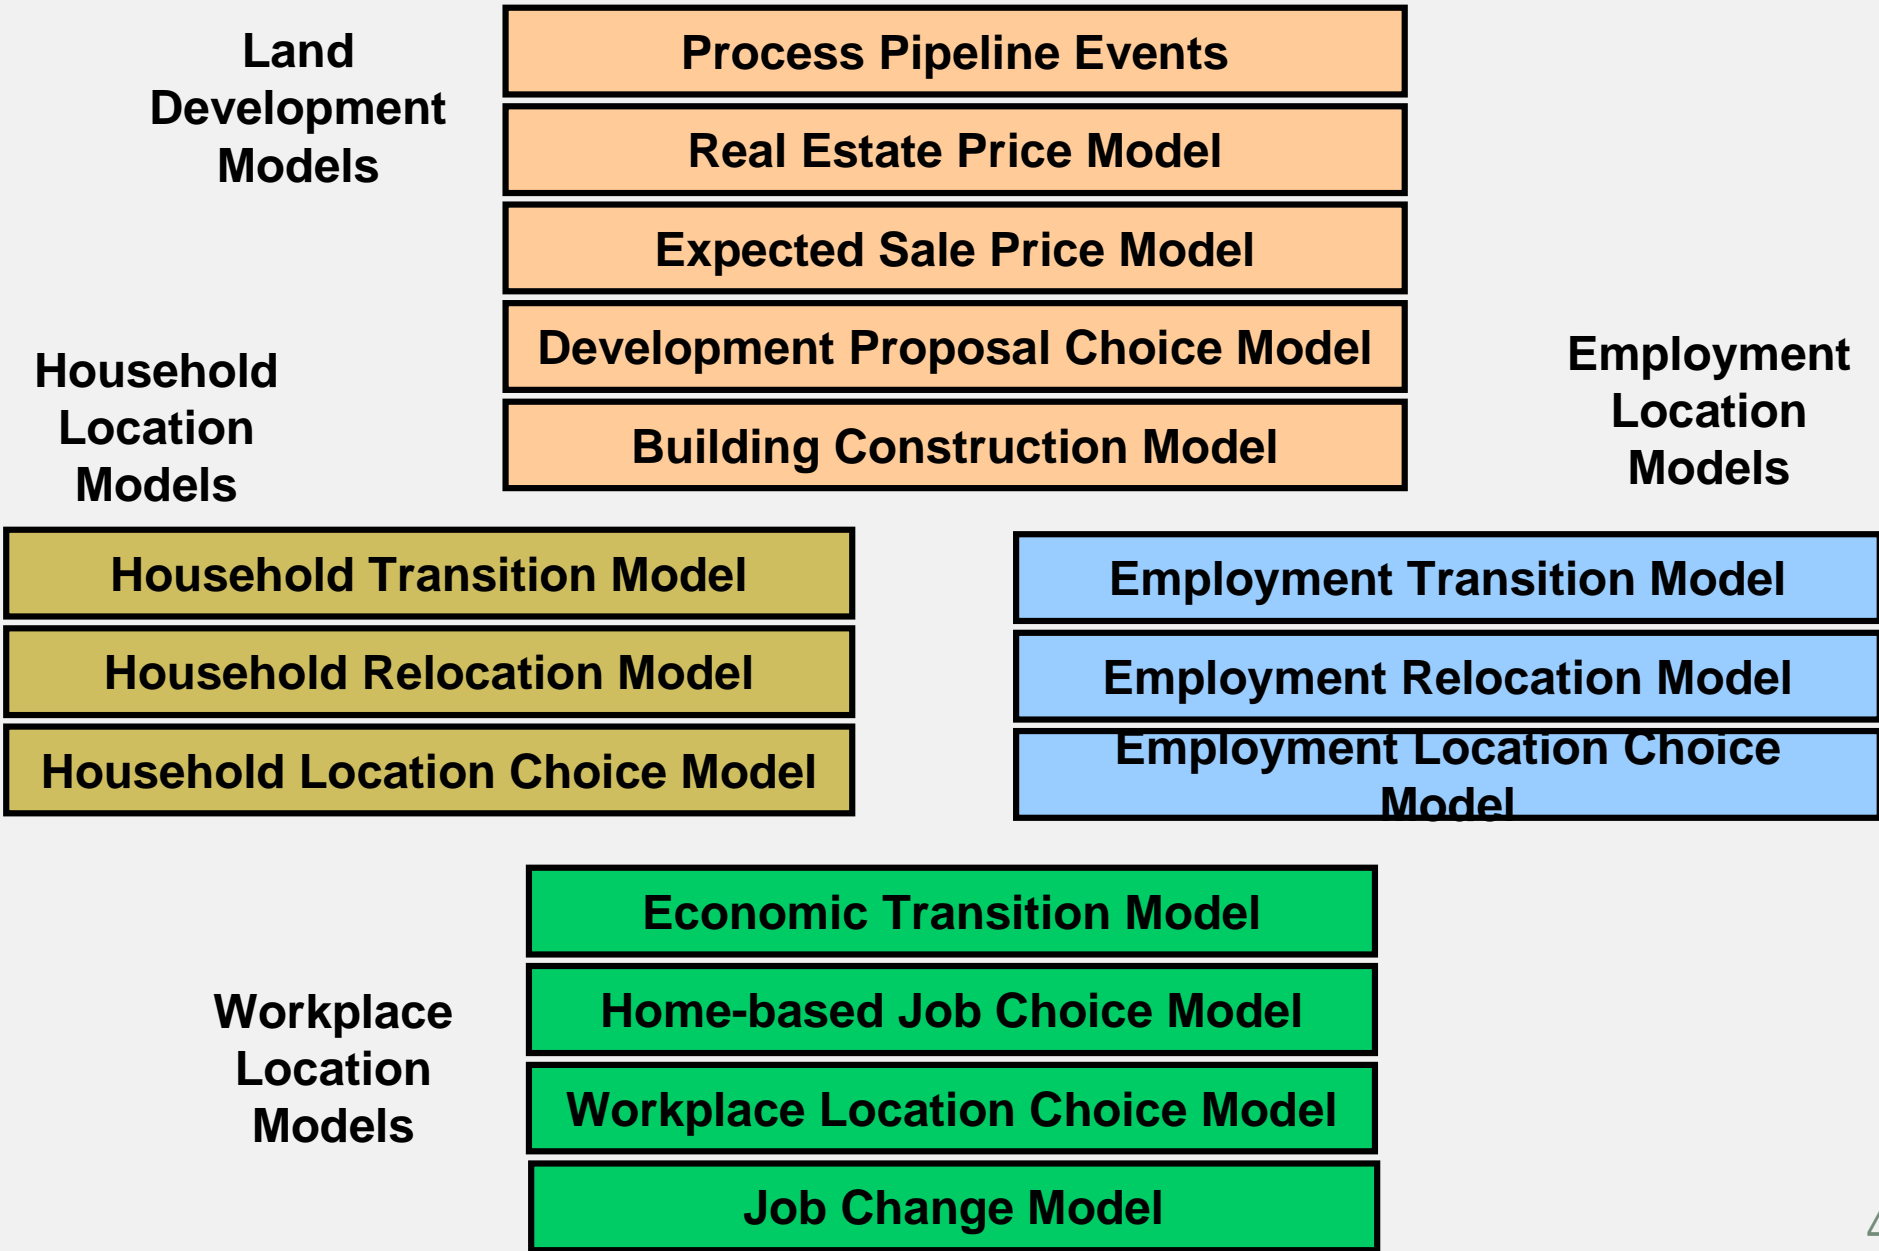 Land
Development
Models
Process Pipeline Events
Real Estate Price Model
Expected Sale Price Model
Development Proposal Choice Model
Building Construction Model
Household
Location
Models
Household Transition Model
Household Relocation Model
Household Location Choice Model
Employment
Location
Models
Employment Transition Model
Employment Relocation Model
Employment Location Choice
Model
Workplace
Location
Models
Economic Transition Model
Home-based Job Choice Model
Workplace Location Choice Model
Job Change Model